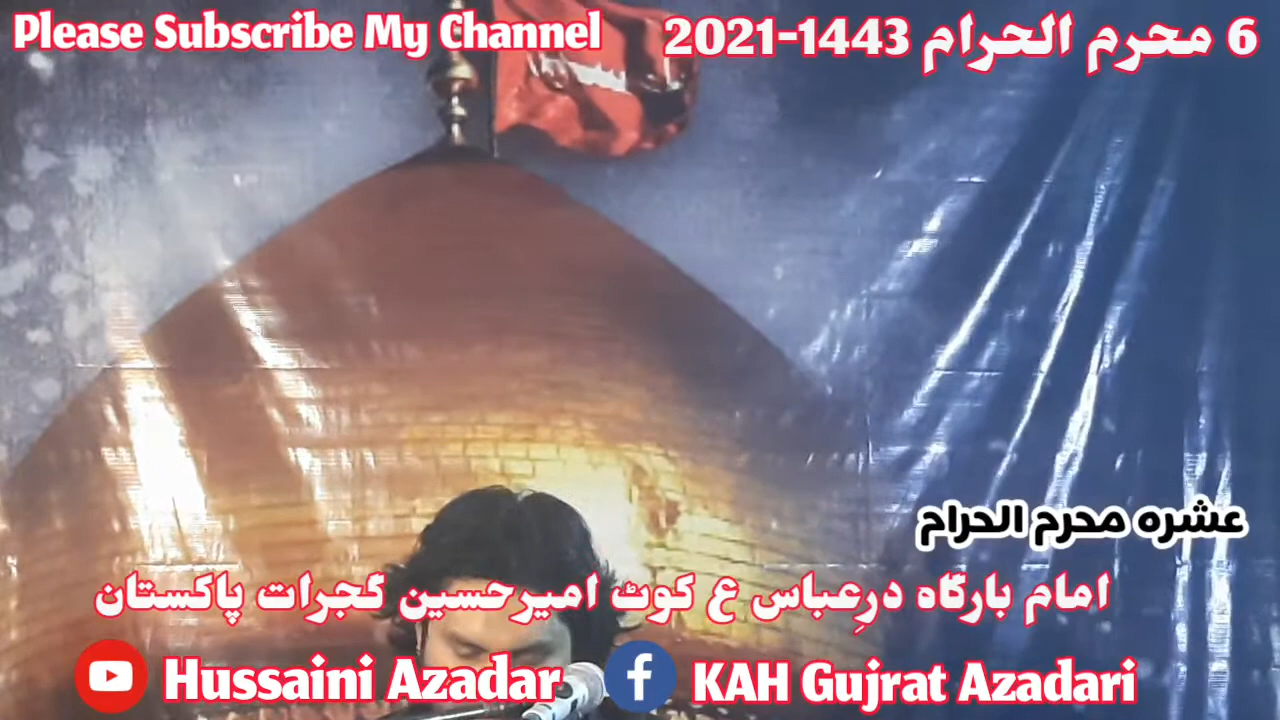 Please Subscribe My Channel
6 محرم الحرام 1443-2021
عشرہ محرم الحرام
امام بارگاہ درِعباس ع کوٹ امیرحسین گجرات پاکستان
Hussaini Azadar
KAH Gujrat Azadari